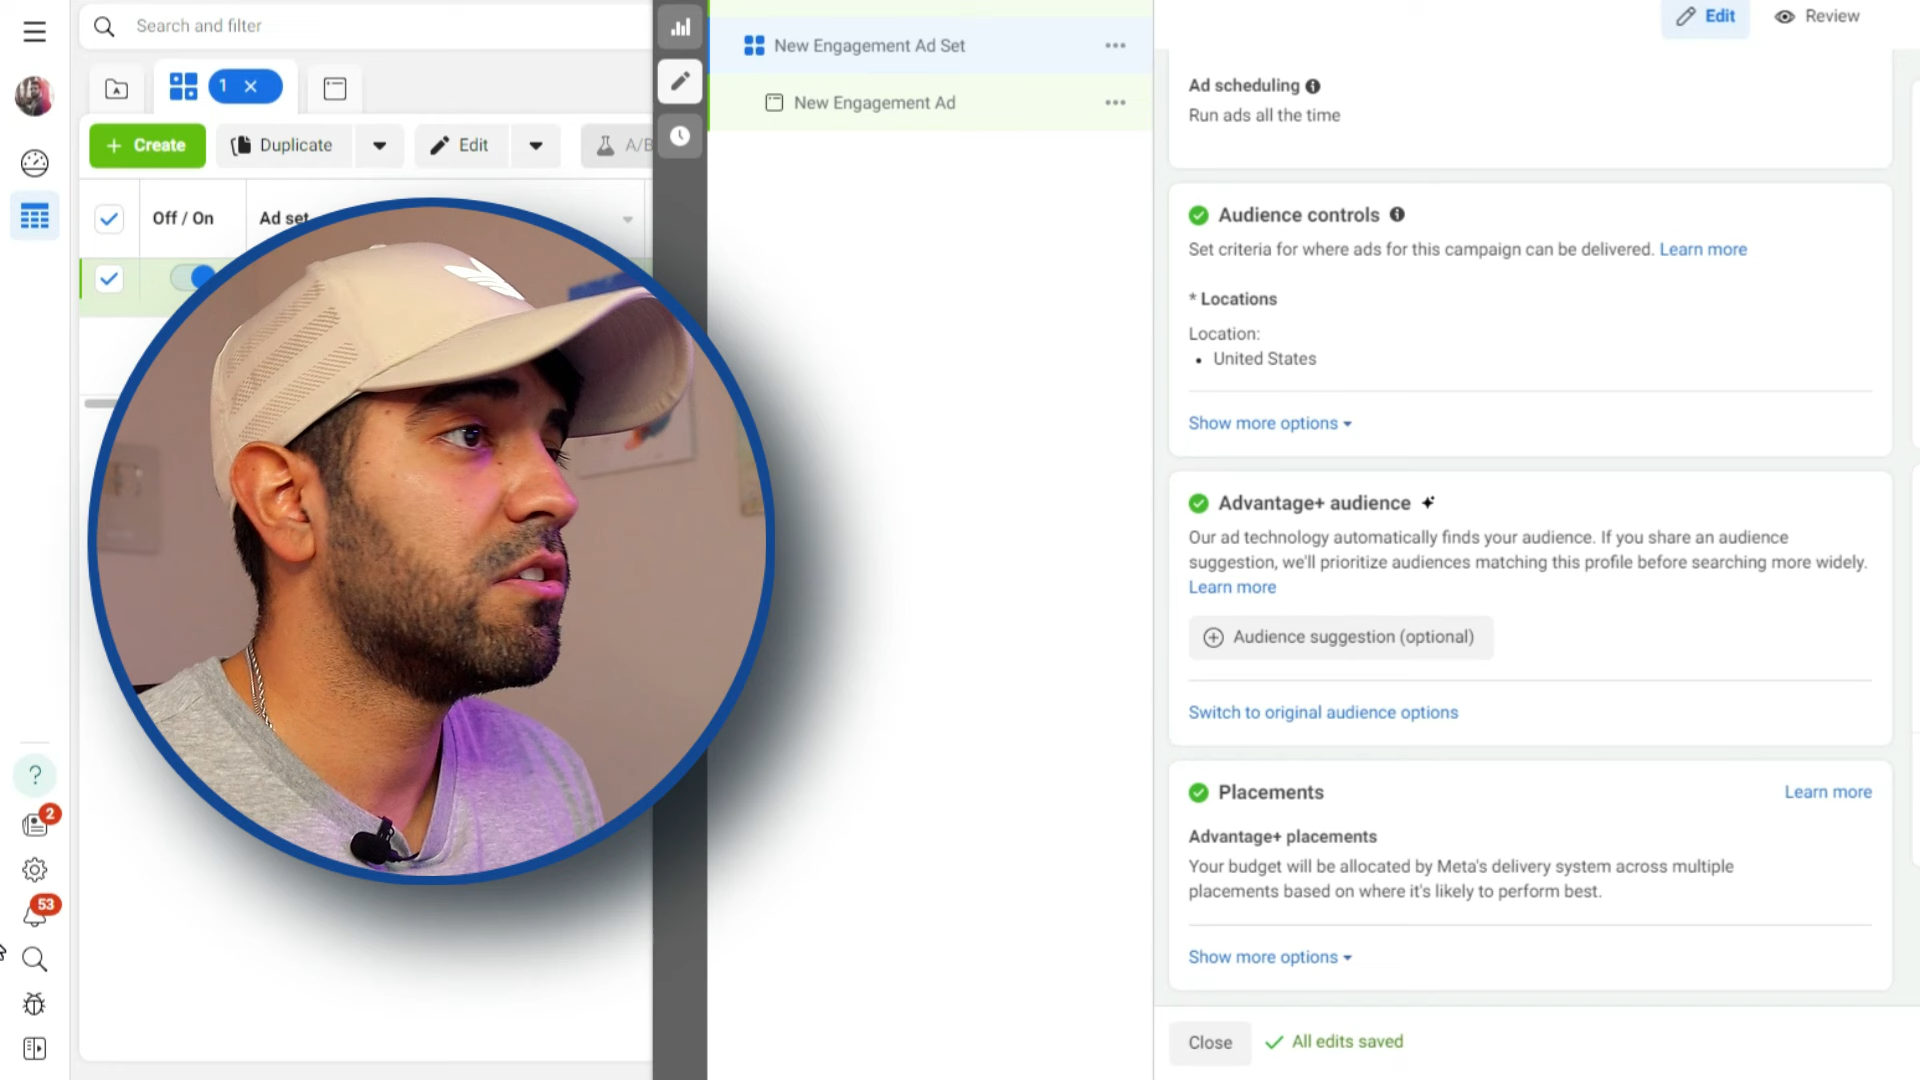 Search and filter
1
Create
Duplicate
Edit
A/B
Off / On
Ad set
New Engagement Ad Set
New Engagement Ad
Edit
Review
Ad scheduling
Run ads all the time
Audience controls
Set criteria for where ads for this campaign can be delivered. Learn more
* Locations
Location:
• United States
Show more options
Advantage+ audience
Our ad technology automatically finds your audience. If you share an audience
suggestion, we'll prioritize audiences matching this profile before searching more widely.
Learn more
Audience suggestion (optional)
Switch to original audience options
Placements
Learn more
Advantage+ placements
Your budget will be allocated by Meta's delivery system across multiple
placements based on where it's likely to perform best.
Show more options
Close
All edits saved
?
2
53